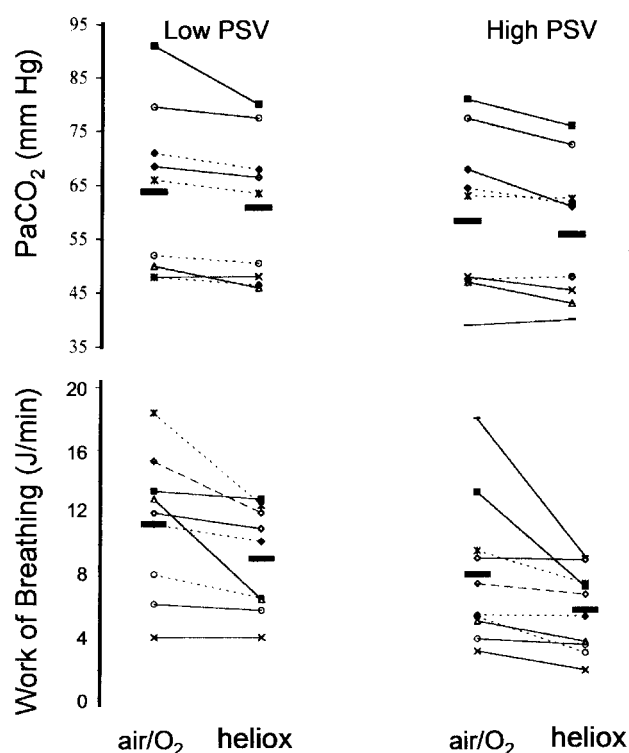 Low PSV
High PSV
PaCO₂ (mm Hg)
95
85
75
65
55
45
35
Work of Breathing (J/min)
20
16
12
8
4
0
air/O₂
heliox
air/O₂
heliox